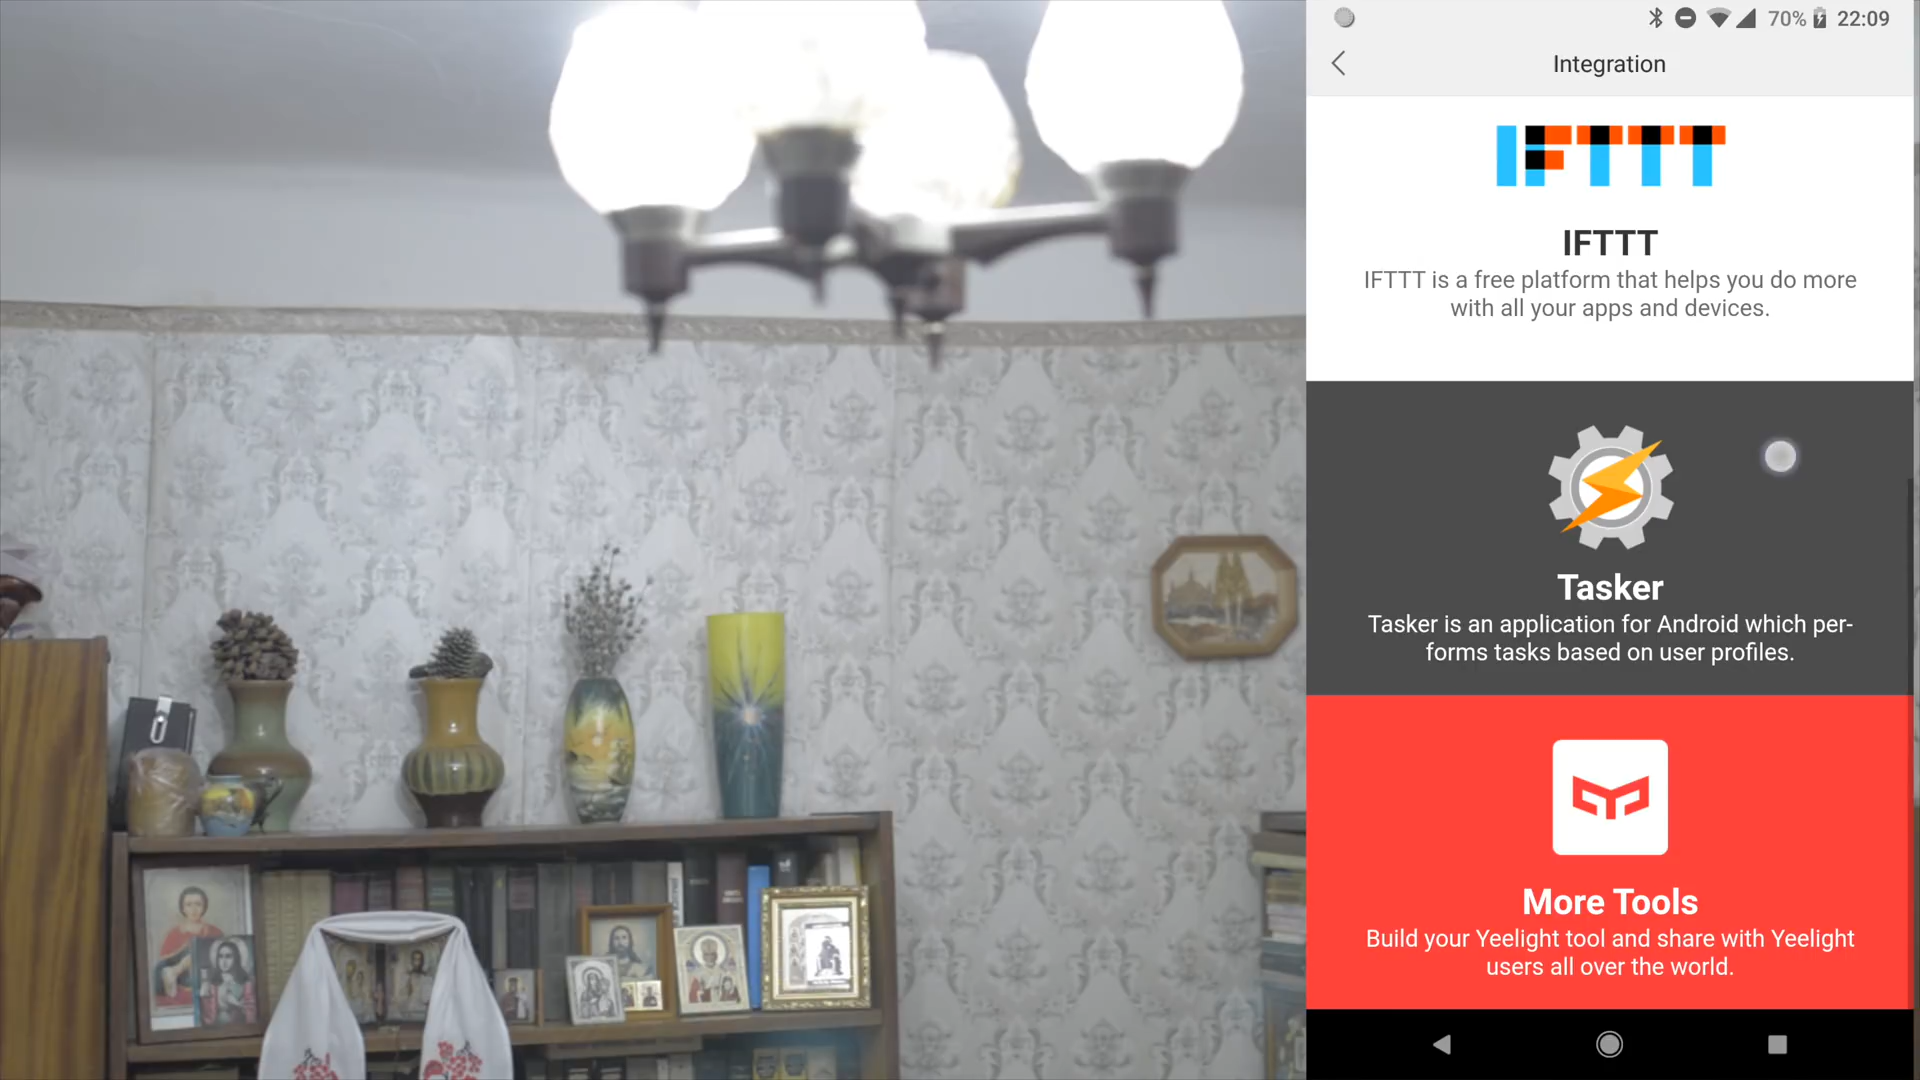 70% 22:09
Integration
IFTTT
IFTTT
IFTTT is a free platform that helps you do more
with all your apps and devices.
Tasker
Tasker is an application for Android which per-
forms tasks based on user profiles.
More Tools
Build your Yeelight tool and share with Yeelight
users all over the world.